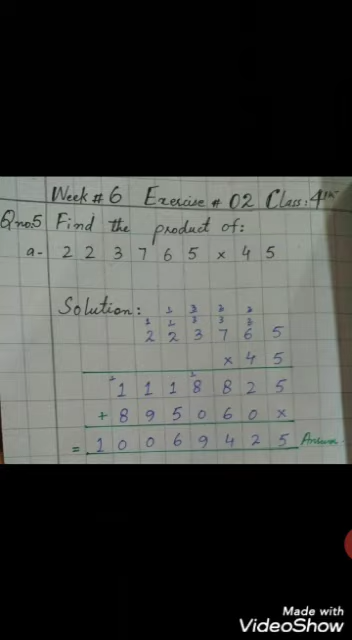 Week # 6 Exercise # 02 Class: 4th
Qno5 Find the product of:
a- 2 2 3 7 6 5 x 4 5
Solution:
2 2 3 7 6 5
x 4 5
1 1 1 8 8 2 5
+ 8 9 5 0 6 0 x
= 1 0 0 6 9 4 2 5 Answer
Made with
VideoShow